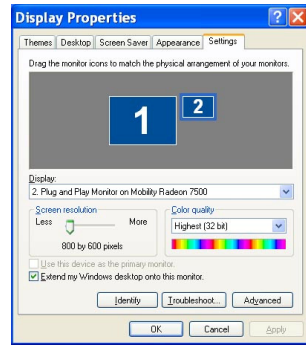 Display Properties
Themes Desktop Screen Saver Appearance Settings
Drag the monitor icons to match the physical arrangement of your monitors.
1 2
Display:
2. Plug and Play Monitor on Mobility Radeon 7500
Screen resolution
Less More
800 by 600 pixels
Color quality
Highest (32 bit)
Use this device as the primary monitor.
Extend my Windows desktop onto this monitor.
Identify Troubleshoot... Advanced
OK Cancel Apply